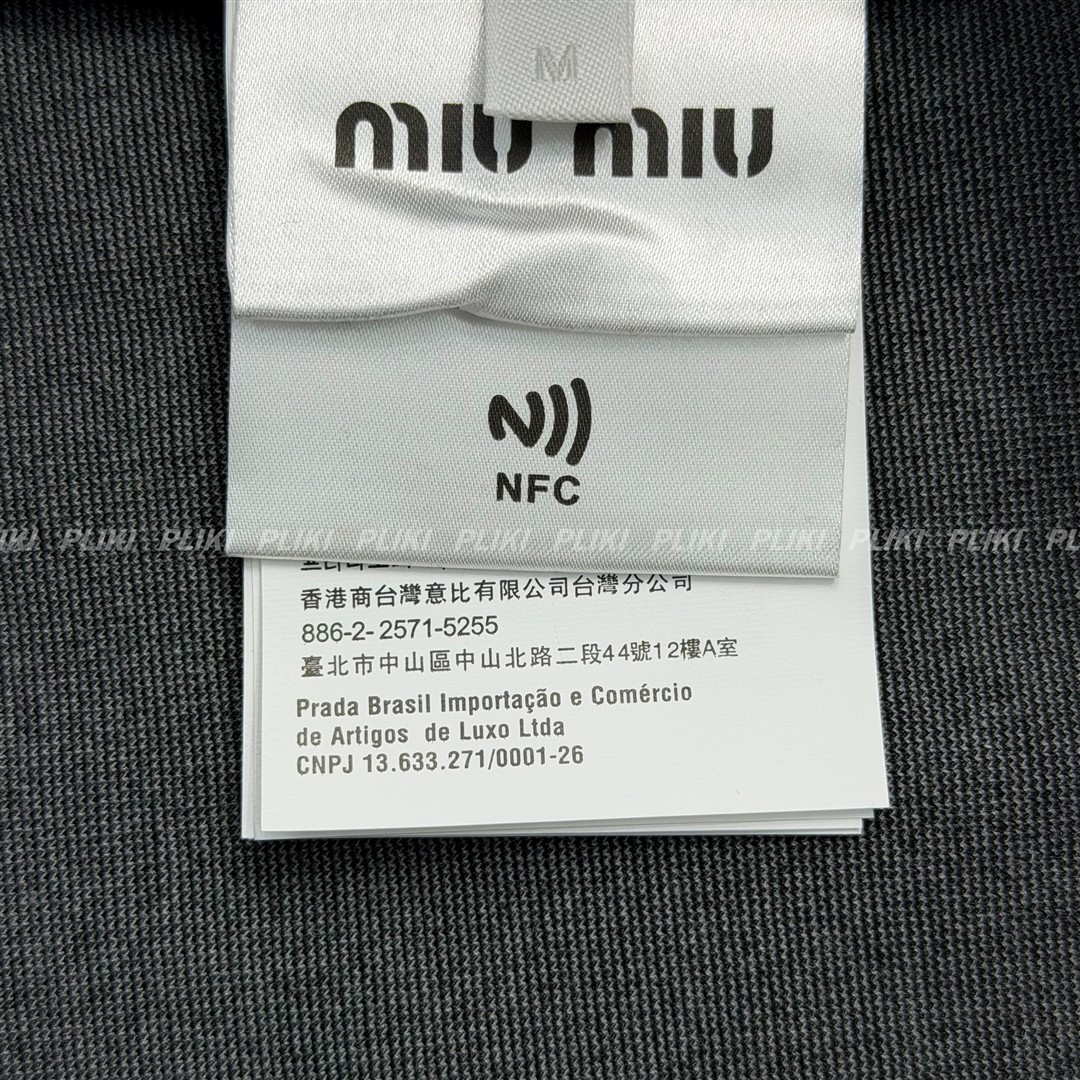 M
miu miu
NFC
PLIKI PLIKI PLIKI PLIKI PLIKI PLIKI PLIKI PLIKI PLIKI
香港商台灣意比有限公司台灣分公司
886-2-2571-5255
臺北市中山區中山北路二段44號12樓A室
Prada Brasil Importação e Comércio
de Artigos de Luxo Ltda
CNPJ 13.633.271/0001-26